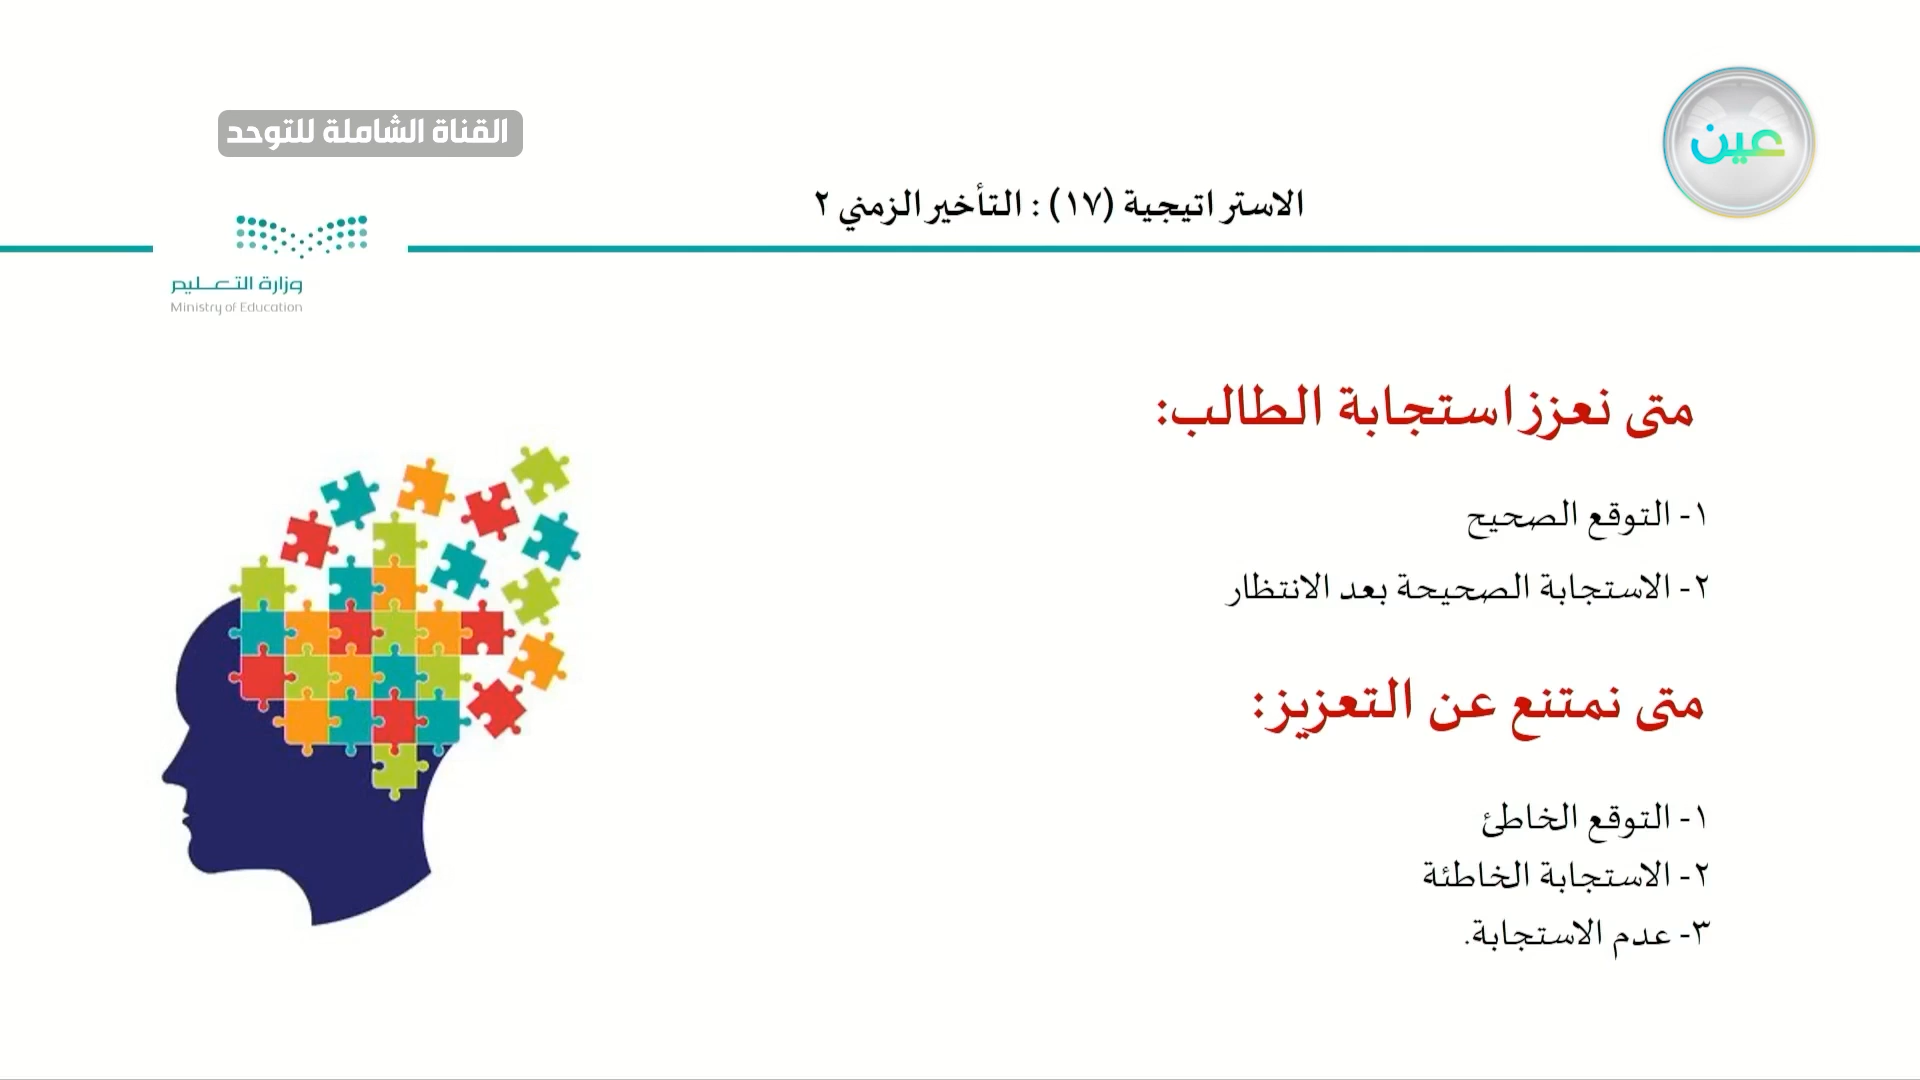 القناة الشاملة للتوحد
عين
الاستراتيجية (١٧) : التأخير الزمني ٢
وزارة التعليم
Ministry of Education
متى نعزز استجابة الطالب:
١- التوقع الصحيح
٢- الاستجابة الصحيحة بعد الانتظار
متى نمتنع عن التعزيز:
١- التوقع الخاطئ
٢- الاستجابة الخاطئة
٣- عدم الاستجابة.